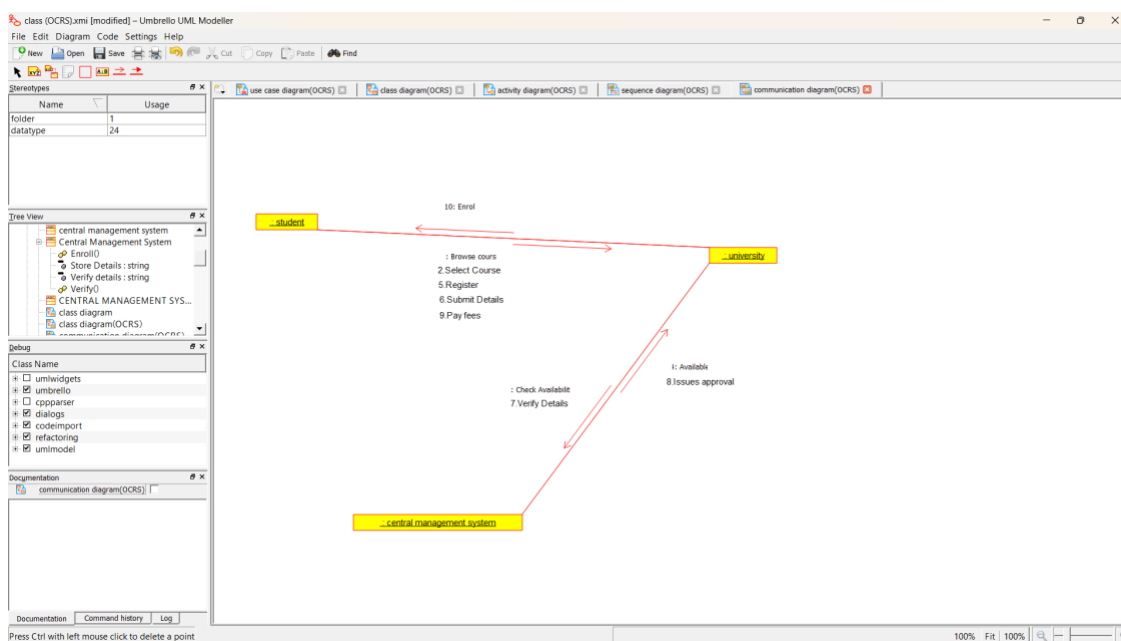 class (OCRS).xmi [modified] – Umbrello UML Modeller
File Edit Diagram Code Settings Help
New Open Save Cut Copy Paste Find
XYZ A&B
Stereotypes
Name Usage
folder 1
datatype 24
use case diagram(OCRS) class diagram(OCRS) activity diagram(OCRS) sequence diagram(OCRS) communication diagram(OCRS)
Tree View
central management system
Central Management System
Enroll()
Store Details : string
Verify details : string
Verify()
CENTRAL MANAGEMENT SYS...
class diagram
class diagram(OCRS)
communication diagram(OCRS)
Debug
Class Name
umlwidgets
umbrello
cppparser
dialogs
codeimport
refactoring
umlmodel
Documentation
communication diagram(OCRS)
Documentation Command history Log
Press Ctrl with left mouse click to delete a point
10: Enrol
: student
: university
: Browse cours
2.Select Course
5.Register
6.Submit Details
9.Pay fees
: Available
8.Issues approval
: Check Availabilit
7.Verify Details
: central management system
100% Fit 100%